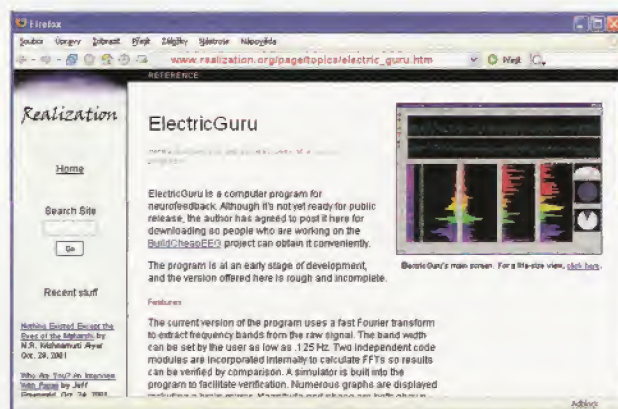 Firefox
Soubor Úpravy Zobrazit Přejít Záložky Nástroje Nápověda
www.realization.org/page/topics/electric_guru.htm
Přejít
REFERENCE
Realization
Home
Search Site
Go
Recent stuff
Nothing Existed Except the
Eyes of the Maharshi by
N.R. Krishnamurti Aiyer
Oct. 28, 2001
Who Are You? An Interview
With Papaji by Jeff
Greenwald Oct. 24, 2001
ElectricGuru
ElectricGuru is a computer program for
neurofeedback. Although it's not yet ready for public
release, the author has agreed to post it here for
downloading so people who are working on the
BuildCheapEEG project can obtain it conveniently.
The program is at an early stage of development,
and the version offered here is rough and incomplete.
Features
The current version of the program uses a fast Fourier transform
to extract frequency bands from the raw signal. The band width
can be set by the user as low as .125 Hz. Two independent code
modules are incorporated internally to calculate FFTs so results
can be verified by comparison. A simulator is built into the
program to facilitate verification. Numerous graphs are displayed
ElectricGuru's main screen. For a life-size view, click here.
Adblock